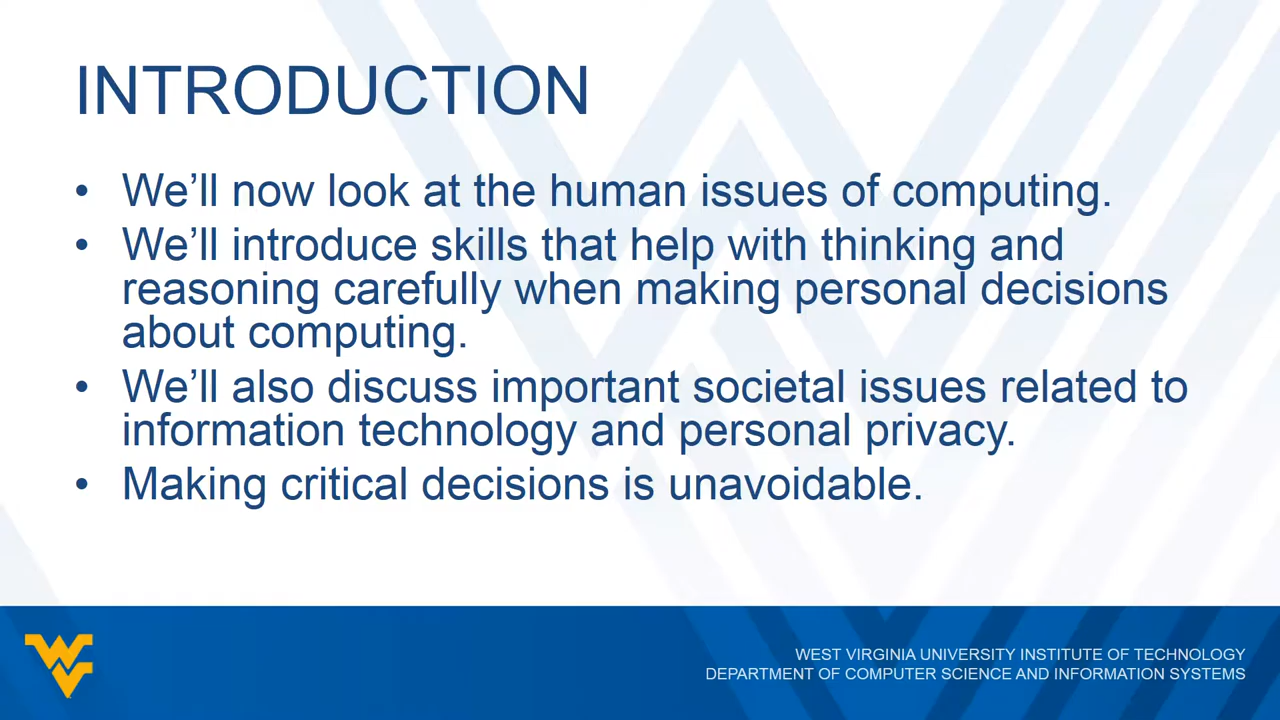 INTRODUCTION
• We’ll now look at the human issues of computing.
• We’ll introduce skills that help with thinking and
reasoning carefully when making personal decisions
about computing.
• We’ll also discuss important societal issues related to
information technology and personal privacy.
• Making critical decisions is unavoidable.
WEST VIRGINIA UNIVERSITY INSTITUTE OF TECHNOLOGY
DEPARTMENT OF COMPUTER SCIENCE AND INFORMATION SYSTEMS